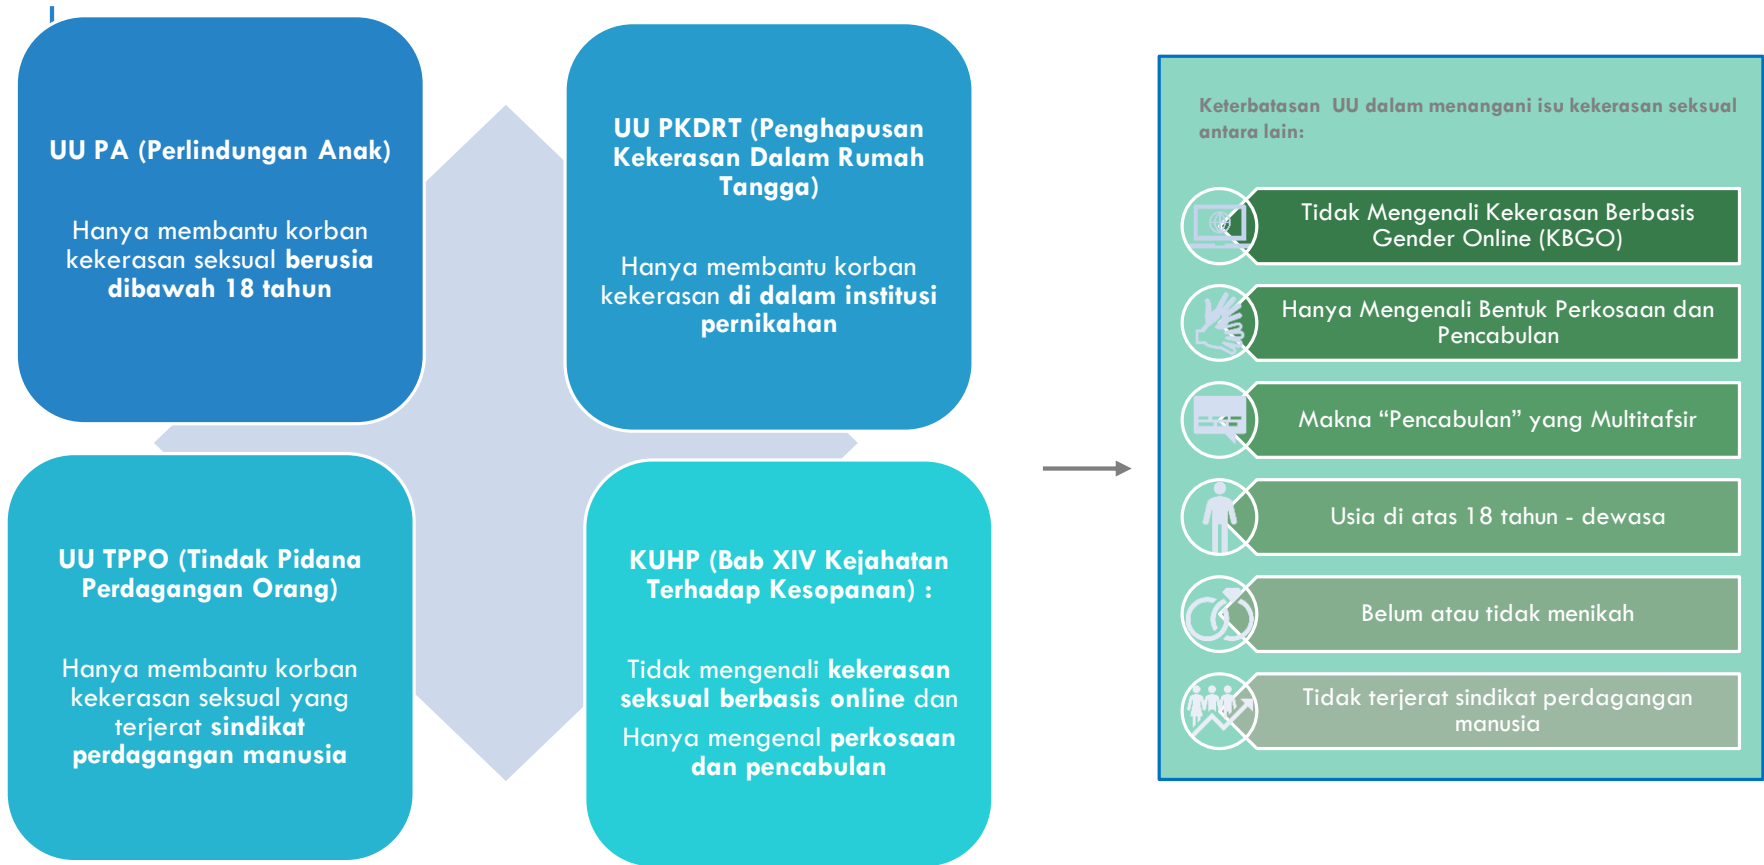 UU PA (Perlindungan Anak)
Hanya membantu korban
kekerasan seksual berusia
dibawah 18 tahun
UU PKDRT (Penghapusan
Kekerasan Dalam Rumah
Tangga)
Hanya membantu korban
kekerasan di dalam institusi
pernikahan
UU TPPO (Tindak Pidana
Perdagangan Orang)
Hanya membantu korban
kekerasan seksual yang
terjerat sindikat
perdagangan manusia
KUHP (Bab XIV Kejahatan
Terhadap Kesopanan) :
Tidak mengenali kekerasan
seksual berbasis online dan
Hanya mengenal perkosaan
dan pencabulan
Keterbatasan UU dalam menangani isu kekerasan seksual
antara lain:
Tidak Mengenali Kekerasan Berbasis
Gender Online (KBGO)
Hanya Mengenali Bentuk Perkosaan dan
Pencabulan
Makna “Pencabulan” yang Multitafsir
Usia di atas 18 tahun - dewasa
Belum atau tidak menikah
Tidak terjerat sindikat perdagangan
manusia